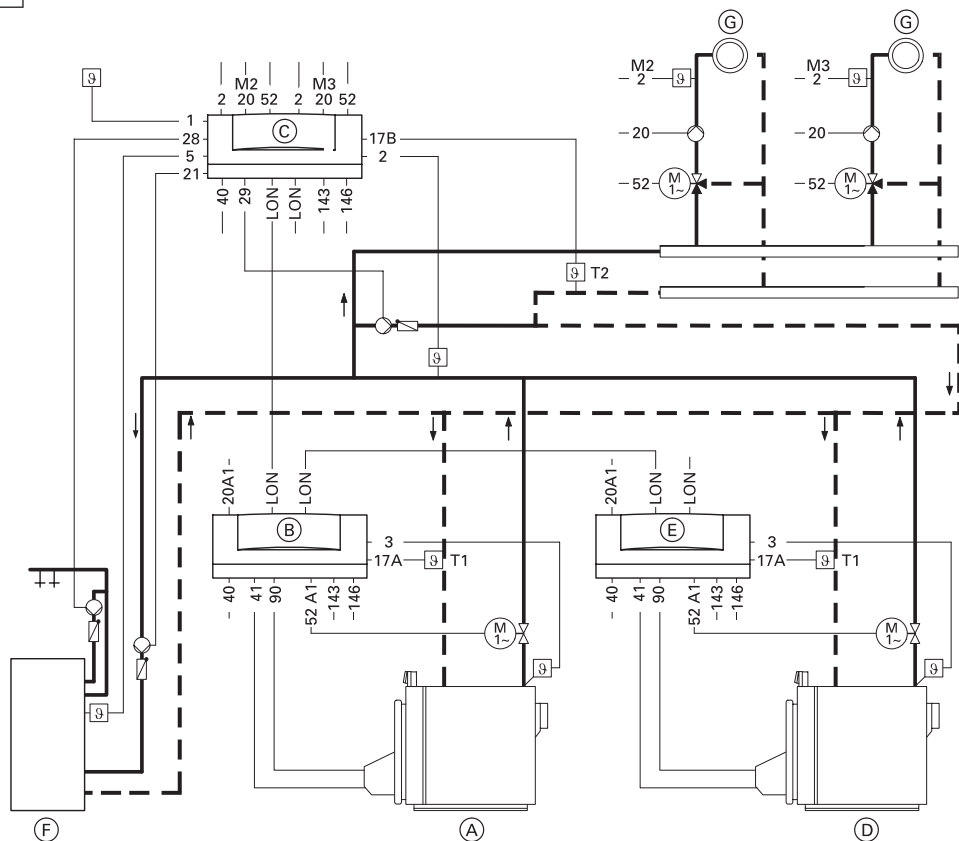 G G
M2
2 ϑ
M3
2 ϑ
ϑ
M2 M3
2 20 52 2 20 52
C
1
28
5
21
17B
2
20 20
52 M 1~
52 M 1~
40 29 LON LON 143 146
ϑ T2
ϑ
20A1 LON LON
20A1 LON LON
B
E
3
17A ϑ T1
3
17A ϑ T1
40 41 90 52 A1 143 146
40 41 90 52 A1 143 146
M 1~
M 1~
ϑ
ϑ
ϑ
F A D